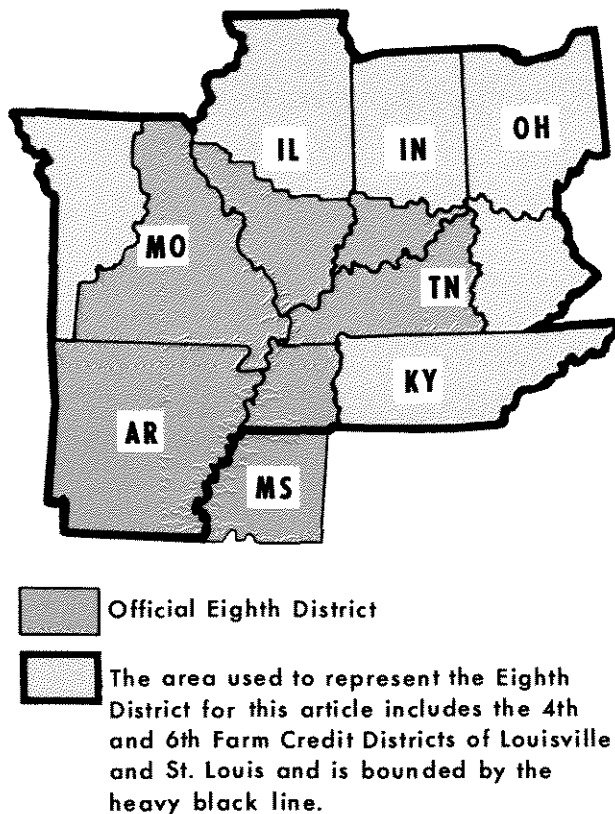 IL
IN
OH
MO
TN
KY
AR
MS
Official Eighth District
The area used to represent the Eighth
District for this article includes the 4th
and 6th Farm Credit Districts of Louisville
and St. Louis and is bounded by the
heavy black line.